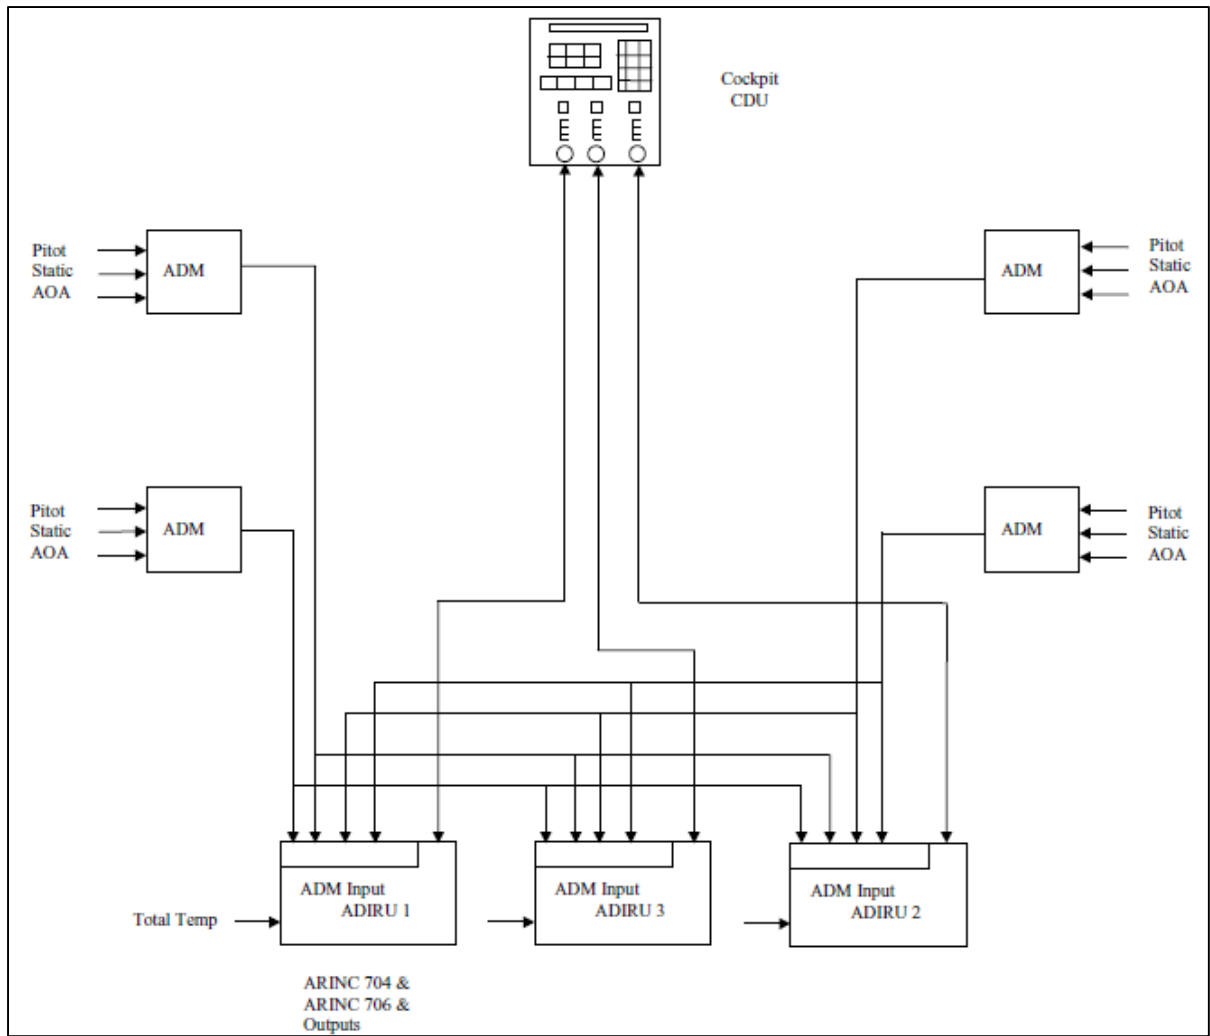 Cockpit
CDU
Pitot
Static
AOA
ADM
Pitot
Static
AOA
ADM
Pitot
Static
AOA
ADM
Pitot
Static
AOA
ADM
ADM Input
ADIRU 1
ADM Input
ADIRU 3
ADM Input
ADIRU 2
Total Temp
ARINC 704 &
ARINC 706 &
Outputs